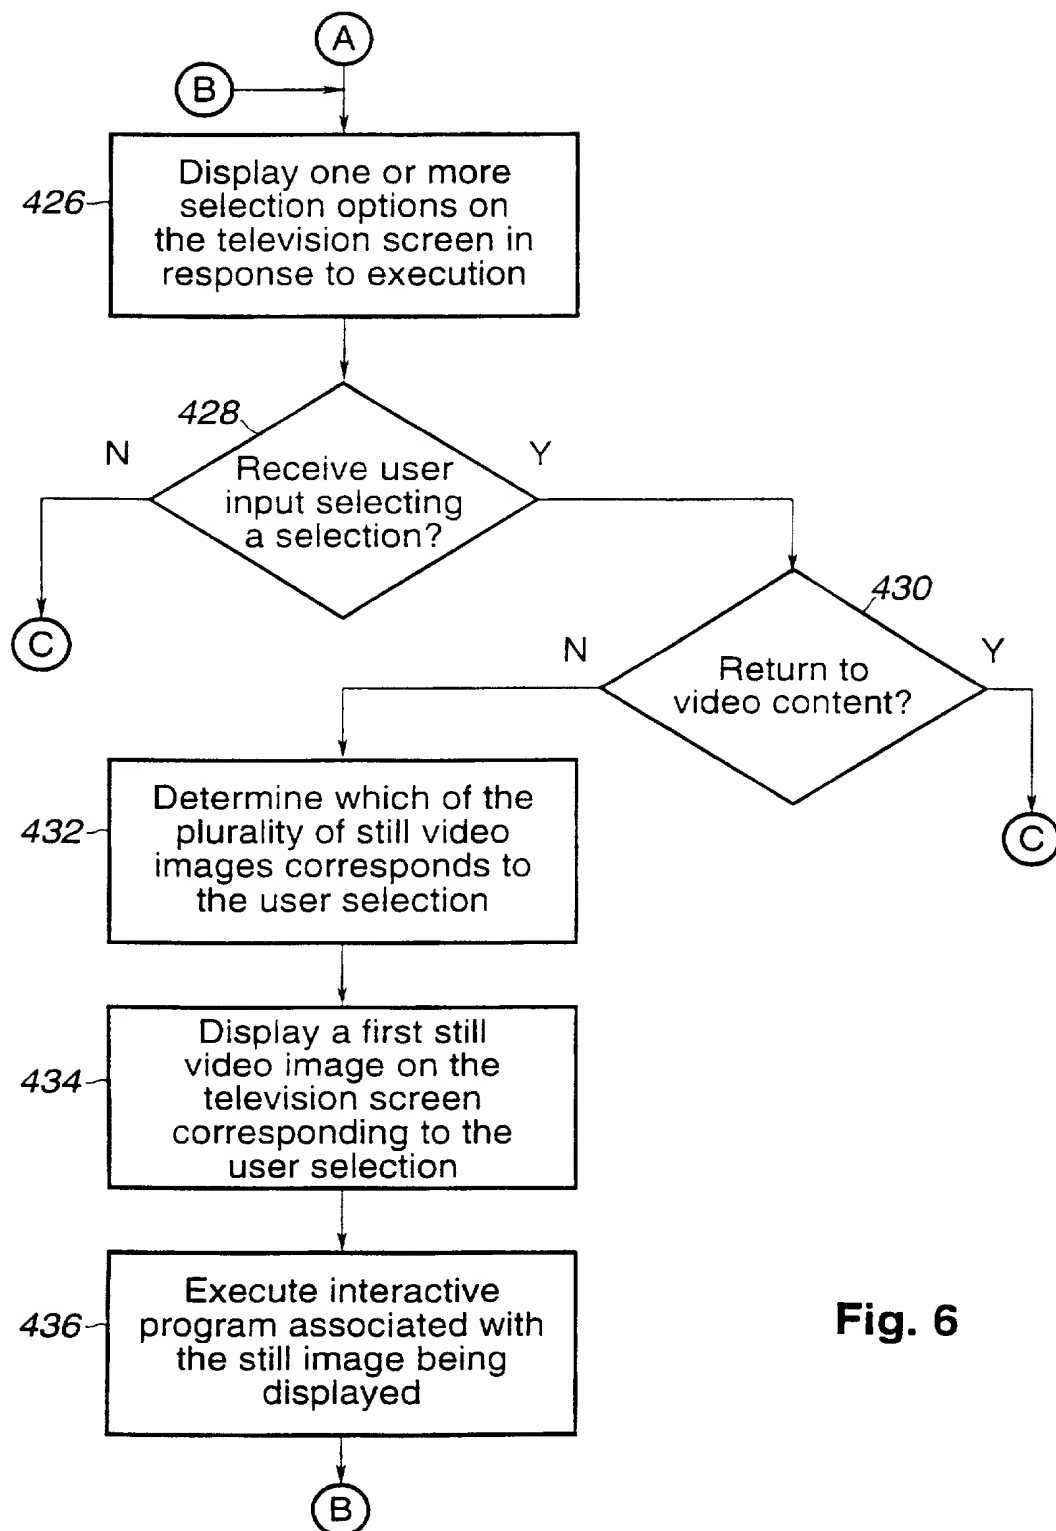 A
B
426
Display one or more
selection options on
the television screen in
response to execution
428
N
Y
Receive user
input selecting
a selection?
C
430
N
Y
Return to
video content?
C
432
Determine which of the
plurality of still video
images corresponds to
the user selection
434
Display a first still
video image on the
television screen
corresponding to the
user selection
436
Execute interactive
program associated with
the still image being
displayed
Fig. 6
B